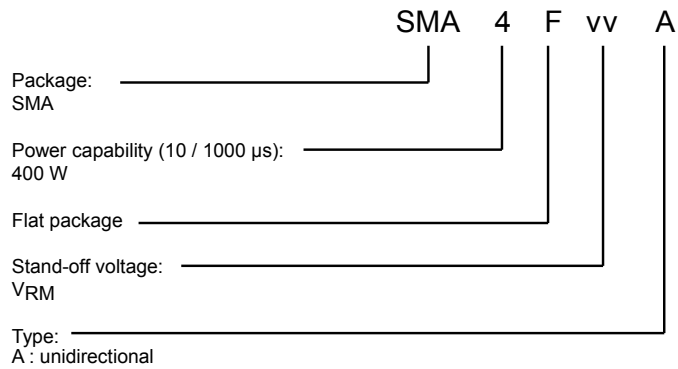 SMA 4 F vv A
Package:
SMA
Power capability (10 / 1000 µs):
400 W
Flat package
Stand-off voltage:
VRM
Type:
A : unidirectional